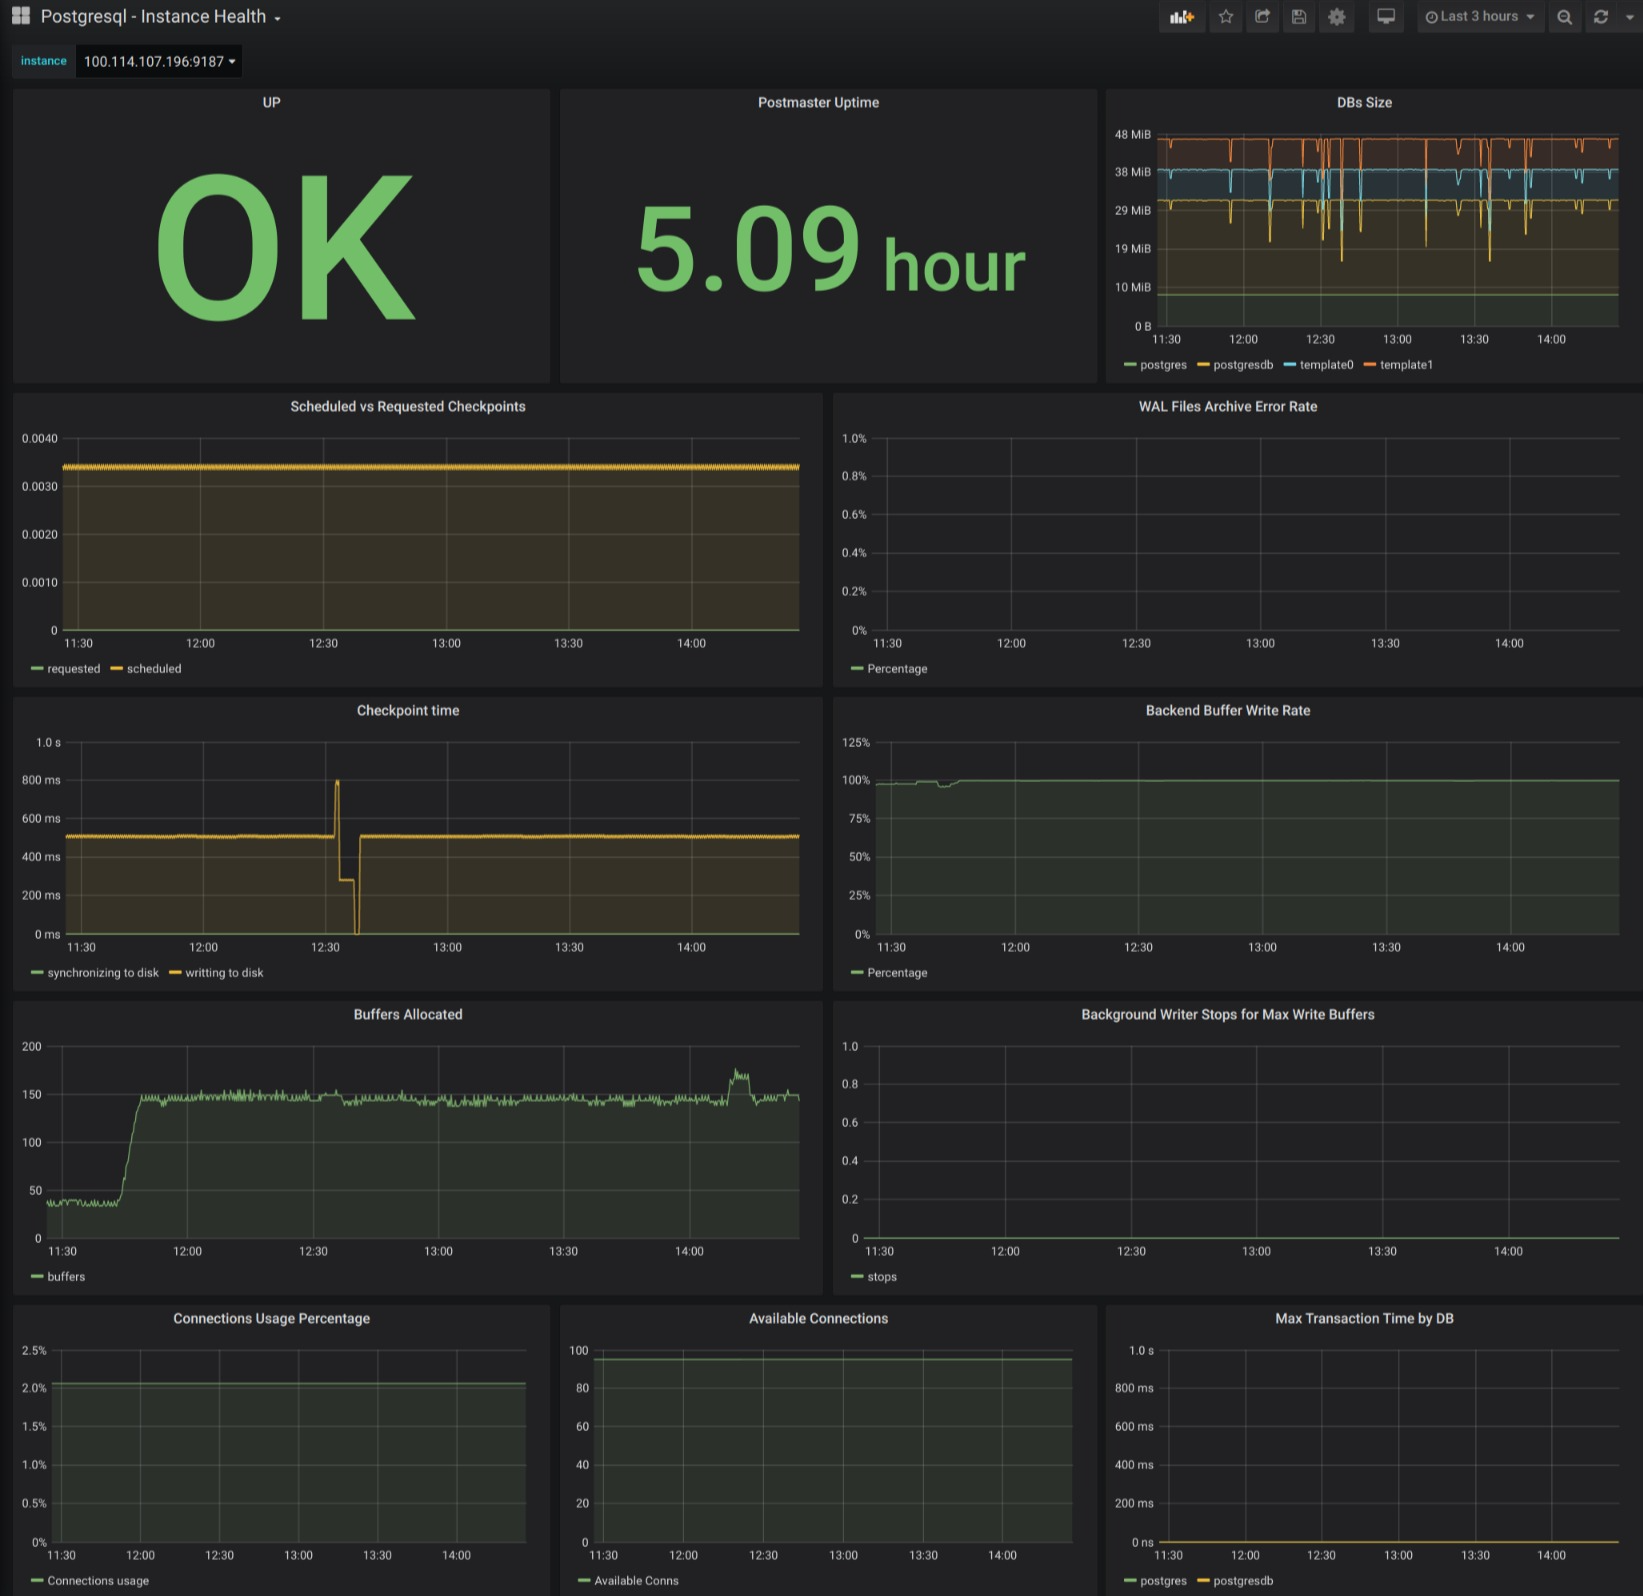 Postgresql - Instance Health
Last 3 hours
instance 100.114.107.196:9187
UP
OK
Postmaster Uptime
5.09 hour
DBs Size
48 MiB
38 MiB
29 MiB
19 MiB
10 MiB
0 B
11:30 12:00 12:30 13:00 13:30 14:00
postgres postgresdb template0 template1
Scheduled vs Requested Checkpoints
0.0040
0.0030
0.0020
0.0010
0
11:30 12:00 12:30 13:00 13:30 14:00
requested scheduled
WAL Files Archive Error Rate
1.0%
0.8%
0.6%
0.4%
0.2%
0%
11:30 12:00 12:30 13:00 13:30 14:00
Percentage
Checkpoint time
1.0 s
800 ms
600 ms
400 ms
200 ms
0 ms
11:30 12:00 12:30 13:00 13:30 14:00
synchronizing to disk writting to disk
Backend Buffer Write Rate
125%
100%
75%
50%
25%
0%
11:30 12:00 12:30 13:00 13:30 14:00
Percentage
Buffers Allocated
200
150
100
50
0
11:30 12:00 12:30 13:00 13:30 14:00
buffers
Background Writer Stops for Max Write Buffers
1.0
0.8
0.6
0.4
0.2
0
11:30 12:00 12:30 13:00 13:30 14:00
stops
Connections Usage Percentage
2.5%
2.0%
1.5%
1.0%
0.5%
0%
11:30 12:00 12:30 13:00 13:30 14:00
Connections usage
Available Connections
100
80
60
40
20
0
11:30 12:00 12:30 13:00 13:30 14:00
Available Conns
Max Transaction Time by DB
1.0 s
800 ms
600 ms
400 ms
200 ms
0 ns
11:30 12:00 12:30 13:00 13:30 14:00
postgres postgresdb